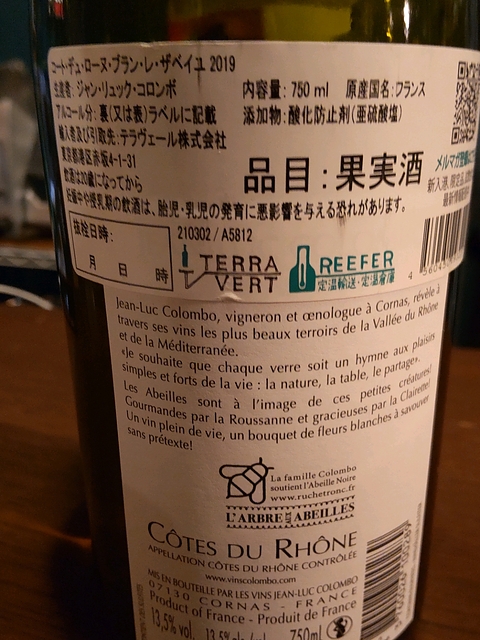 コート・デュ・ローヌ・ブラン・レ・ザベイユ 2019
生産者: ジャン・リュック・コロンボ
内容量: 750 ml 原産国名: フランス
アルコール分: 裏(又は表)ラベルに記載
添加物: 酸化防止剤(亜硫酸塩)
輸入者及び引取先: テラヴェール株式会社
東京都港区赤坂4-1-31
品目: 果実酒
飲酒は20歳になってから
妊娠中や授乳期の飲酒は、胎児・乳児の発育に悪影響を与える恐れがあります。
抜栓日時:
月 日 時
210302 / A5812
TERRA
VERT
REEFER
定温輸送・定温倉庫
Jean-Luc Colombo, vigneron et œnologue à Cornas, révèle à
travers ses vins les plus beaux terroirs de la Vallée du Rhône
et de la Méditerranée.
«Je souhaite que chaque verre soit un hymne aux plaisirs
simples et forts de la vie : la nature, la table, le partage».
Les Abeilles sont à l'image de ces petites créatures!
Gourmandes par la Roussanne et gracieuses par la Clairette!
Un vin plein de vie, un bouquet de fleurs blanches à savourer
sans prétexte!
La famille Colombo
soutient l'Abeille Noire
www.ruchetronc.fr
L'ARBRE AUX ABEILLES
CÔTES DU RHÔNE
APPELLATION CÔTES DU RHÔNE CONTRÔLÉE
www.vinscolombo.com
MIS EN BOUTEILLE PAR LES VINS JEAN-LUC COLOMBO
07130 CORNAS - FRANCE
Product of France - Produit de France
13,5% vol. 750ml